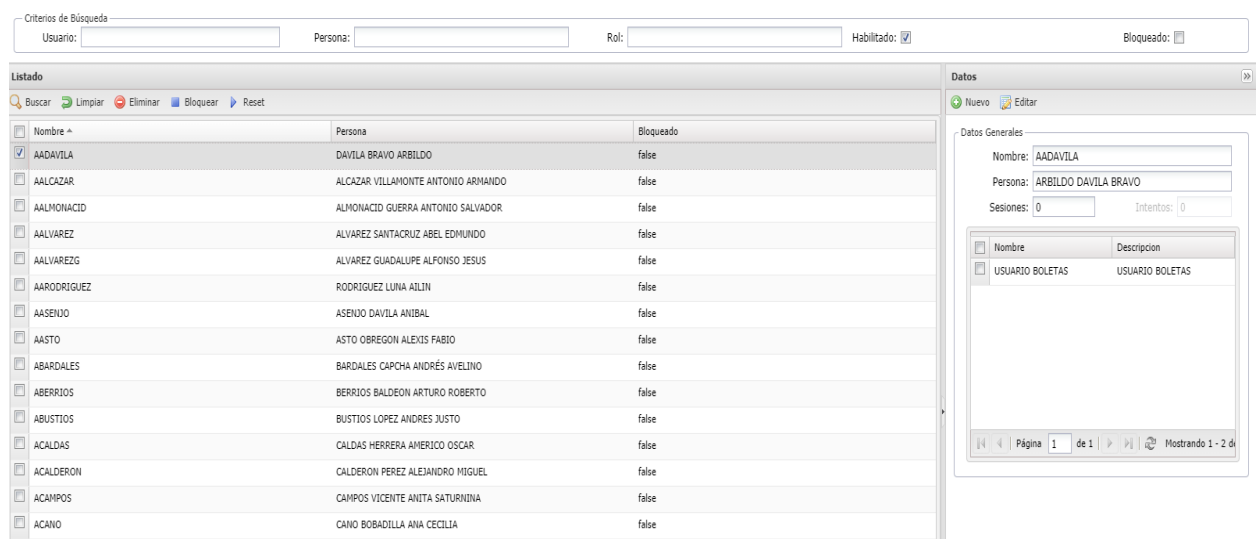 Criterios de Búsqueda
Usuario: Persona: Rol: Habilitado: Bloqueado:
Listado
Buscar Limpiar Eliminar Bloquear Reset
Nombre Persona Bloqueado
AADAVILA DAVILA BRAVO ARBILDO false
AALCAZAR ALCAZAR VILLAMONTE ANTONIO ARMANDO false
AALMONACID ALMONACID GUERRA ANTONIO SALVADOR false
AALVAREZ ALVAREZ SANTACRUZ ABEL EDMUNDO false
AALVAREZG ALVAREZ GUADALUPE ALFONSO JESUS false
AARODRIGUEZ RODRIGUEZ LUNA AILIN false
AASENJO ASENJO DAVILA ANIBAL false
AASTO ASTO OBREGON ALEXIS FABIO false
ABARDALES BARDALES CAPCHA ANDRÉS AVELINO false
ABERRIOS BERRIOS BALDEON ARTURO ROBERTO false
ABUSTIOS BUSTIOS LOPEZ ANDRES JUSTO false
ACALDAS CALDAS HERRERA AMERICO OSCAR false
ACALDERON CALDERON PEREZ ALEJANDRO MIGUEL false
ACAMPOS CAMPOS VICENTE ANITA SATURNINA false
ACANO CANO BOBADILLA ANA CECILIA false
Datos
Nuevo Editar
Datos Generales
Nombre: AADAVILA
Persona: ARBILDO DAVILA BRAVO
Sesiones: 0 Intentos: 0
Nombre Descripcion
USUARIO BOLETAS USUARIO BOLETAS
Página 1 de 1 Mostrando 1 - 2 de